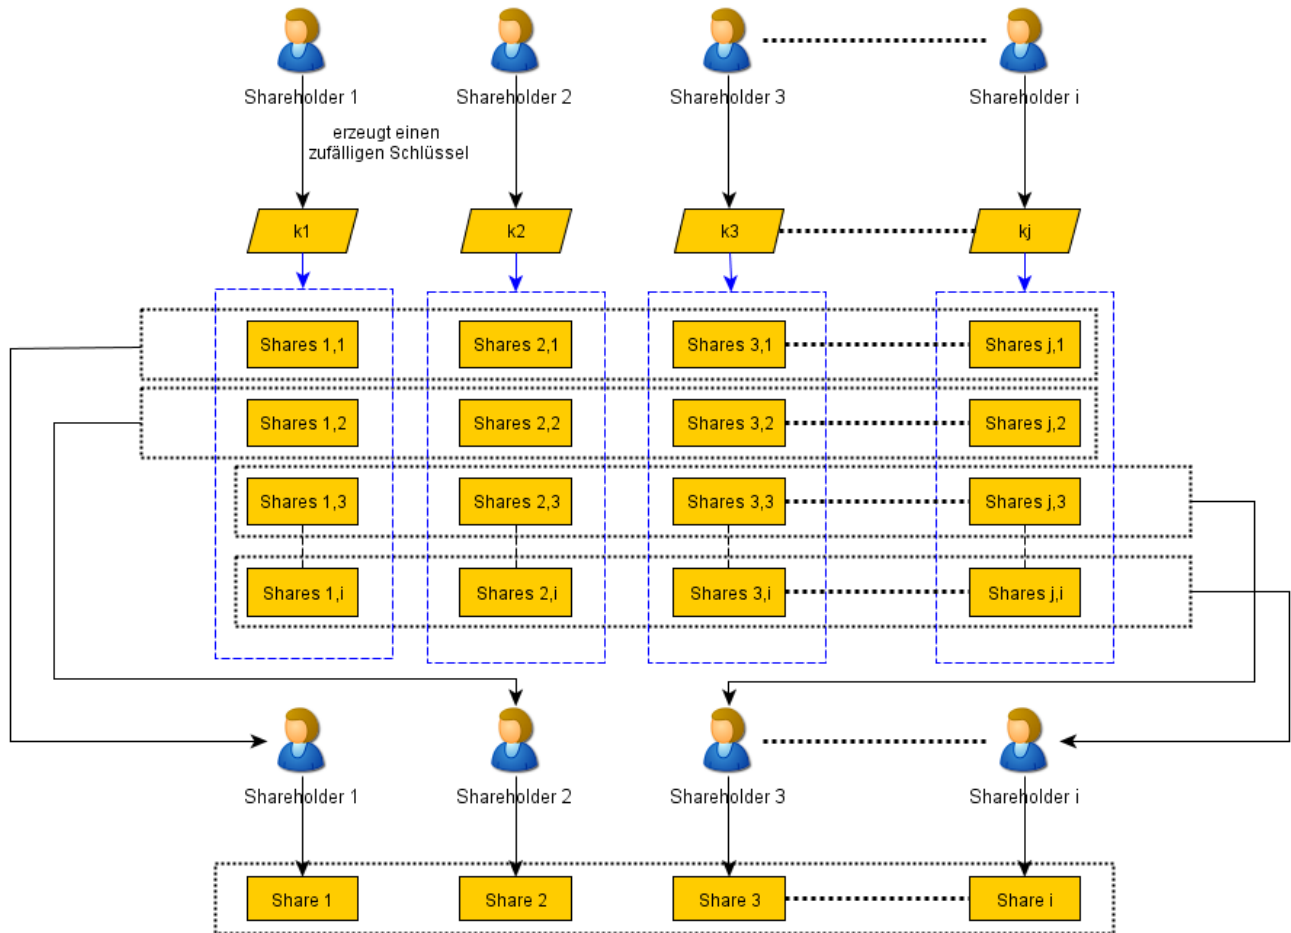 Shareholder 1
Shareholder 2
Shareholder 3
Shareholder i
erzeugt einen
zufälligen Schlüssel
k1
k2
k3
kj
Shares 1,1
Shares 2,1
Shares 3,1
Shares j,1
Shares 1,2
Shares 2,2
Shares 3,2
Shares j,2
Shares 1,3
Shares 2,3
Shares 3,3
Shares j,3
Shares 1,i
Shares 2,i
Shares 3,i
Shares j,i
Shareholder 1
Shareholder 2
Shareholder 3
Shareholder i
Share 1
Share 2
Share 3
Share i